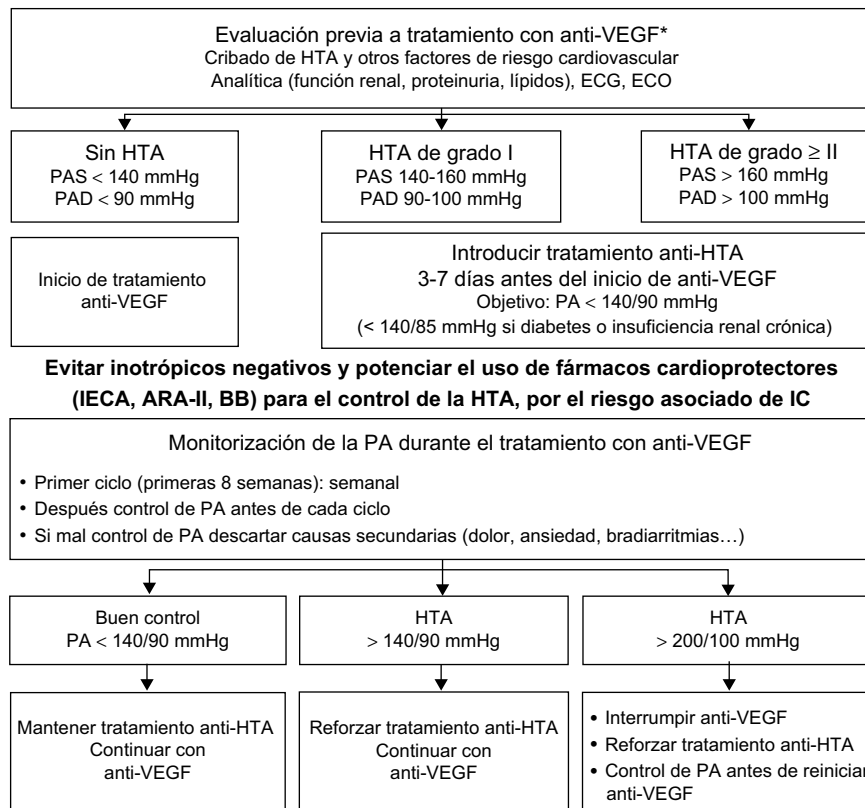 Evaluación previa a tratamiento con anti-VEGF*
Cribado de HTA y otros factores de riesgo cardiovascular
Analítica (función renal, proteinuria, lípidos), ECG, ECO
Sin HTA
PAS < 140 mmHg
PAD < 90 mmHg
HTA de grado I
PAS 140-160 mmHg
PAD 90-100 mmHg
HTA de grado ≥ II
PAS > 160 mmHg
PAD > 100 mmHg
Inicio de tratamiento
anti-VEGF
Introducir tratamiento anti-HTA
3-7 días antes del inicio de anti-VEGF
Objetivo: PA < 140/90 mmHg
(< 140/85 mmHg si diabetes o insuficiencia renal crónica)
Evitar inotrópicos negativos y potenciar el uso de fármacos cardioprotectores
(IECA, ARA-II, BB) para el control de la HTA, por el riesgo asociado de IC
Monitorización de la PA durante el tratamiento con anti-VEGF
• Primer ciclo (primeras 8 semanas): semanal
• Después control de PA antes de cada ciclo
• Si mal control de PA descartar causas secundarias (dolor, ansiedad, bradiarritmias…)
Buen control
PA < 140/90 mmHg
HTA
> 140/90 mmHg
HTA
> 200/100 mmHg
Mantener tratamiento anti-HTA
Continuar con
anti-VEGF
Reforzar tratamiento anti-HTA
Continuar con
anti-VEGF
• Interrumpir anti-VEGF
• Reforzar tratamiento anti-HTA
• Control de PA antes de reiniciar
anti-VEGF